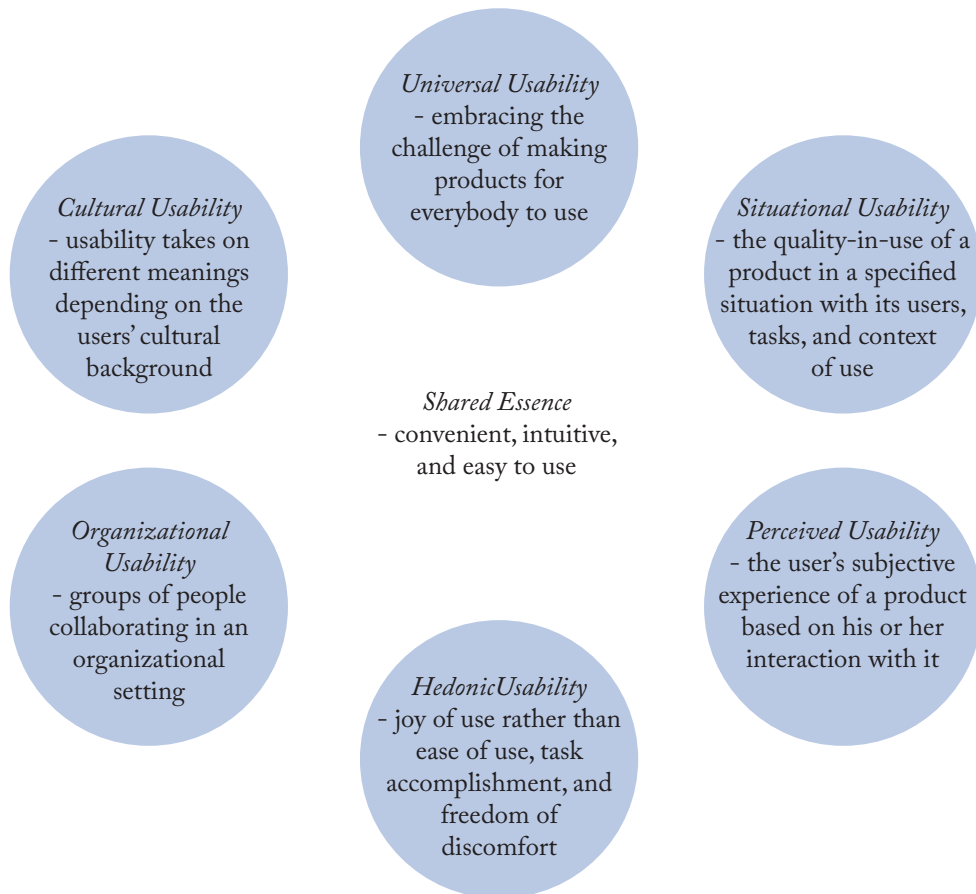 Universal Usability
- embracing the
challenge of making
products for
everybody to use
Cultural Usability
- usability takes on
different meanings
depending on the
users’ cultural
background
Situational Usability
- the quality-in-use of a
product in a specified
situation with its users,
tasks, and context
of use
Shared Essence
- convenient, intuitive,
and easy to use
Organizational
Usability
- groups of people
collaborating in an
organizational
setting
Perceived Usability
- the user’s subjective
experience of a product
based on his or her
interaction with it
HedonicUsability
- joy of use rather than
ease of use, task
accomplishment, and
freedom of
discomfort